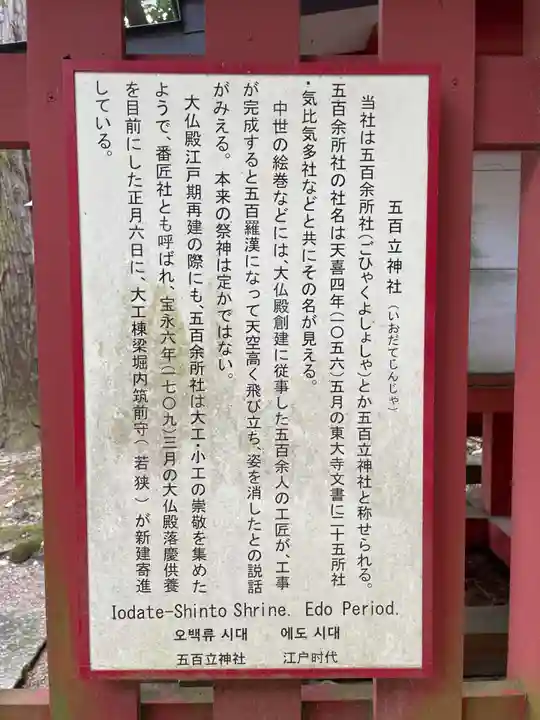 五百立神社（いおだてじんじゃ）
当社は五百余所社（ごひゃくよしょしゃ）とか五百立神社と称せられる。
五百余所社の社名は天喜四年（一〇五六）五月の東大寺文書に二十五所社
・気比気多社などと共にその名が見える。
中世の絵巻などには、大仏殿創建に従事した五百余人の工匠が、工事
が完成すると五百羅漢になって天空高く飛び立ち、姿を消したとの説話
がみえる。本来の祭神は定かではない。
大仏殿江戸期再建の際にも、五百余所社は大工・小工の崇敬を集めた
ようで、番匠社とも呼ばれ、宝永六年（一七〇九）三月の大仏殿落慶供養
を目前にした正月六日に、大工棟梁堀内筑前守（若狭）が新建寄進
している。
Iodate-Shinto Shrine. Edo Period.
오백류 시대 에도 시대
五百立神社 江户时代